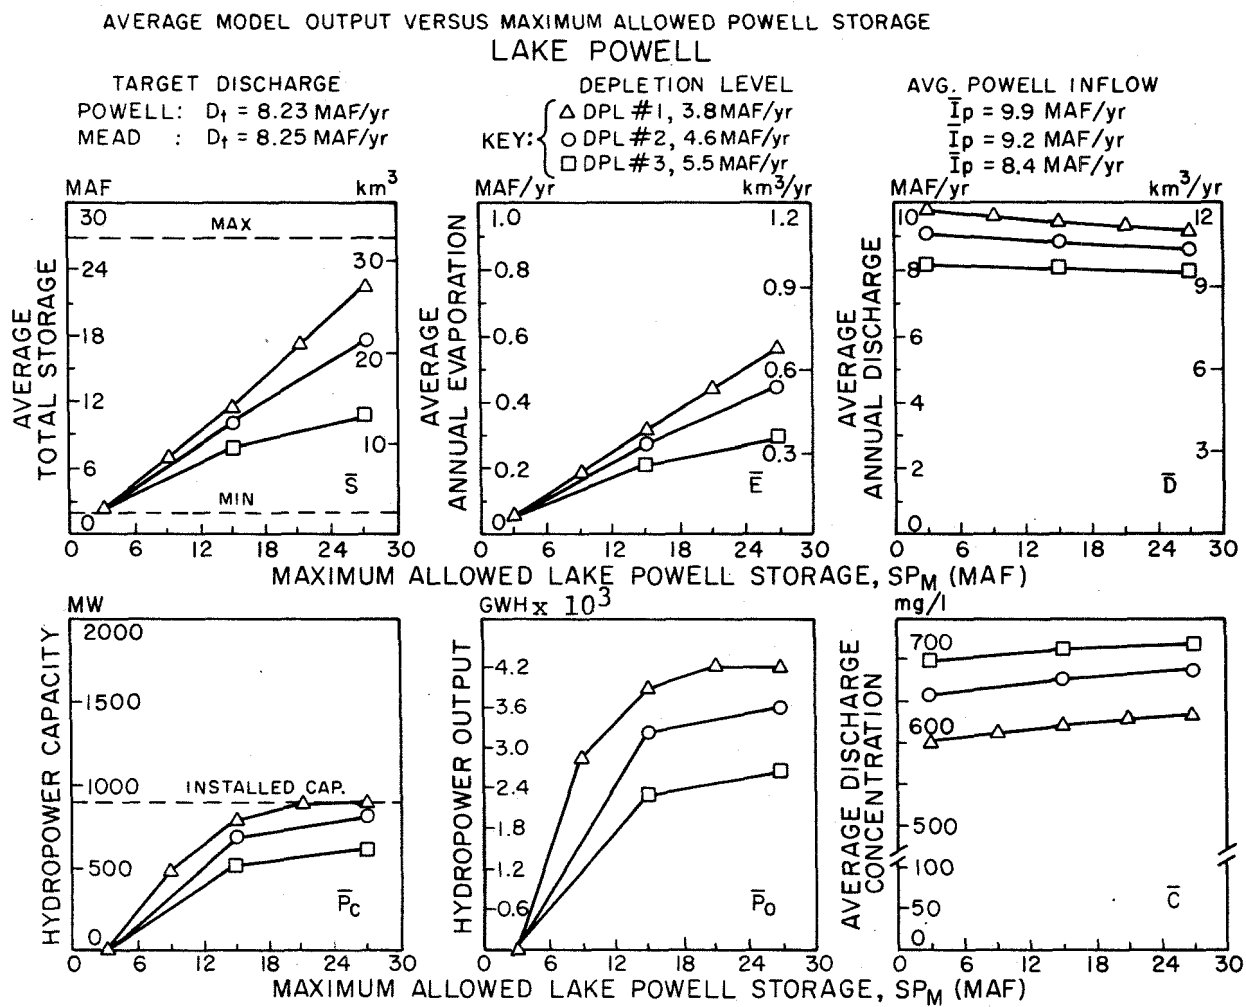 AVERAGE MODEL OUTPUT VERSUS MAXIMUM ALLOWED POWELL STORAGE
LAKE POWELL
TARGET DISCHARGE
POWELL: Dt = 8.23 MAF/yr
MEAD : Dt = 8.25 MAF/yr
DEPLETION LEVEL
KEY:
△ DPL #1, 3.8 MAF/yr
○ DPL #2, 4.6 MAF/yr
□ DPL #3, 5.5 MAF/yr
AVG. POWELL INFLOW
I̅p = 9.9 MAF/yr
I̅p = 9.2 MAF/yr
I̅p = 8.4 MAF/yr
MAF km³
AVERAGE
TOTAL STORAGE
30
24
18
12
6
0
MAX
MIN
30
20
10
S̅
0 6 12 18 24 30
MAF/yr km³/yr
AVERAGE
ANNUAL EVAPORATION
1.0
0.8
0.6
0.4
0.2
0
1.2
0.9
0.6
0.3
E̅
0 6 12 18 24 30
MAF/yr km³/yr
AVERAGE
ANNUAL DISCHARGE
10
8
6
4
2
0
12
9
6
3
D̅
0 6 12 18 24 30
MAXIMUM ALLOWED LAKE POWELL STORAGE, SPM (MAF)
MW
HYDROPOWER CAPACITY
2000
1500
1000
500
0
INSTALLED CAP.
P̅C
0 6 12 18 24 30
GWH x 10³
HYDROPOWER OUTPUT
4.2
3.6
3.0
2.4
1.8
1.2
0.6
P̅O
0 6 12 18 24 30
mg/l
AVERAGE DISCHARGE
CONCENTRATION
700
600
500
100
50
0
C̅
0 6 12 18 24 30
MAXIMUM ALLOWED LAKE POWELL STORAGE, SPM (MAF)